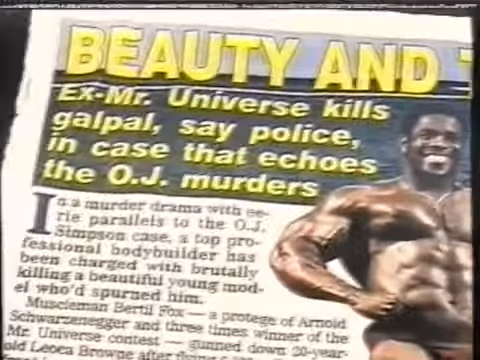 BEAUTY AND
Ex-Mr. Universe kills
galpal, say police,
in case that echoes
the O.J. murders
In a murder drama with ee-
rie parallels to the O.J.
Simpson case, a top pro-
fessional bodybuilder has
been charged with brutally
killing a beautiful young mod-
el who'd spurned him.
Muscleman Bertil Fox — a protege of Arnold
Schwarzenegger and three times winner of the
Mr. Universe contest — gunned down 20-year-
old Leoca Browne after